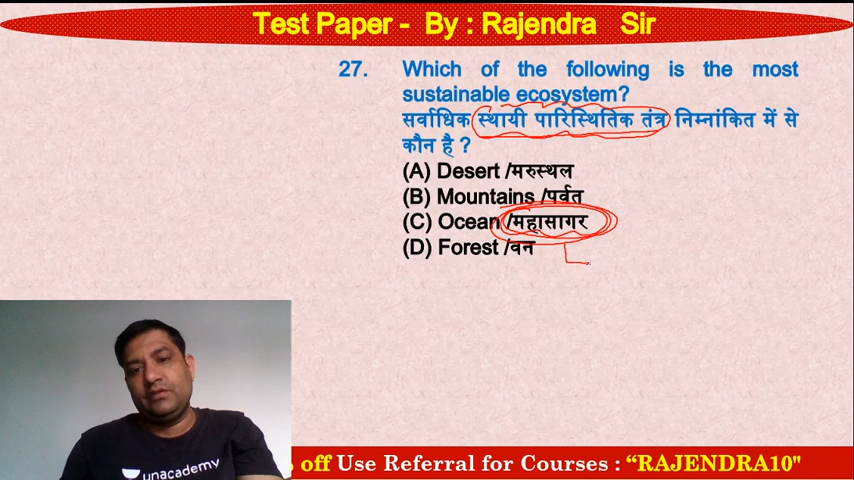 Test Paper - By : Rajendra Sir
27. Which of the following is the most
sustainable ecosystem?
सर्वाधिक स्थायी पारिस्थितिक तंत्र निम्नांकित में से
कौन है ?
(A) Desert /मरुस्थल
(B) Mountains /पर्वत
(C) Ocean /महासागर
(D) Forest /वन
unacademy
off Use Referral for Courses : “RAJENDRA10"